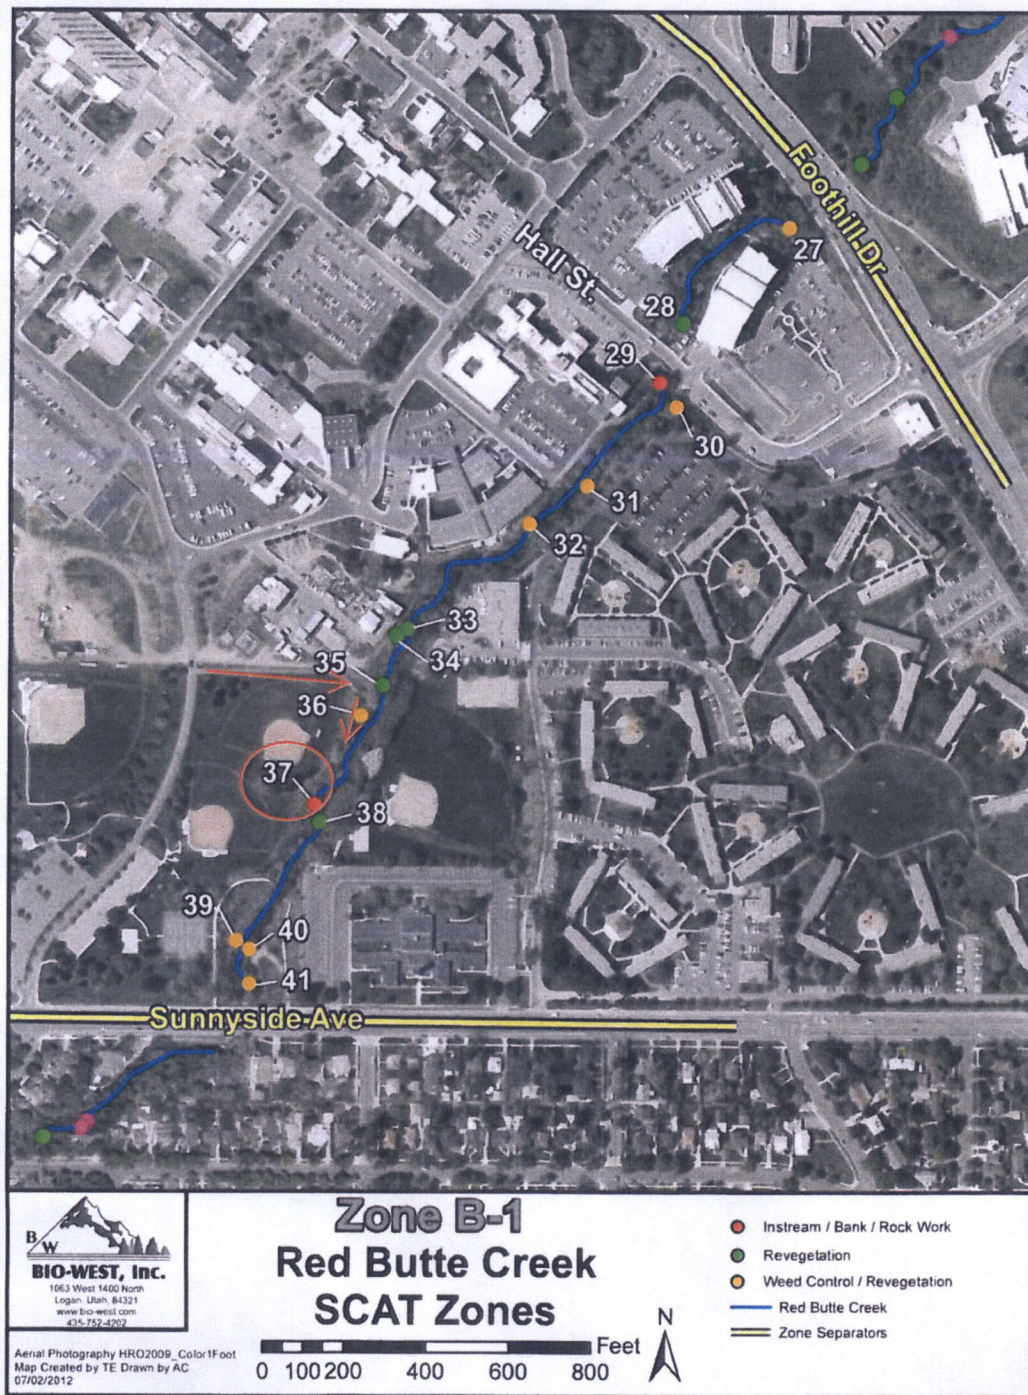 Foothill Dr
Hall St.
27
28
29
30
31
32
33
34
35
36
37
38
39
40
41
Sunnyside Ave
B W
BIO-WEST, Inc.
1063 West 1400 North
Logan, Utah, 84321
www.bio-west.com
435-752-4202
Aerial Photography HRO2009_Color1Foot
Map Created by TE Drawn by AC
07/02/2012
Zone B-1
Red Butte Creek
SCAT Zones
Feet
0 100 200 400 600 800
N
Instream / Bank / Rock Work
Revegetation
Weed Control / Revegetation
Red Butte Creek
Zone Separators